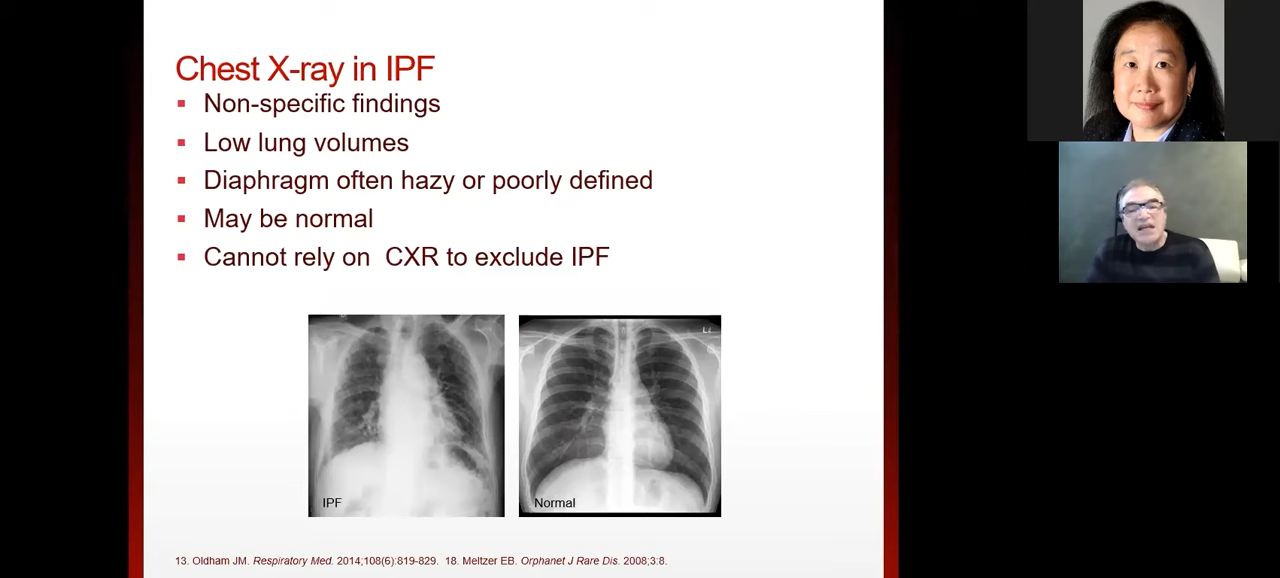 Chest X-ray in IPF
▪ Non-specific findings
▪ Low lung volumes
▪ Diaphragm often hazy or poorly defined
▪ May be normal
▪ Cannot rely on CXR to exclude IPF
IPF
Normal
13. Oldham JM. Respiratory Med. 2014;108(6):819-829. 18. Meltzer EB. Orphanet J Rare Dis. 2008;3:8.